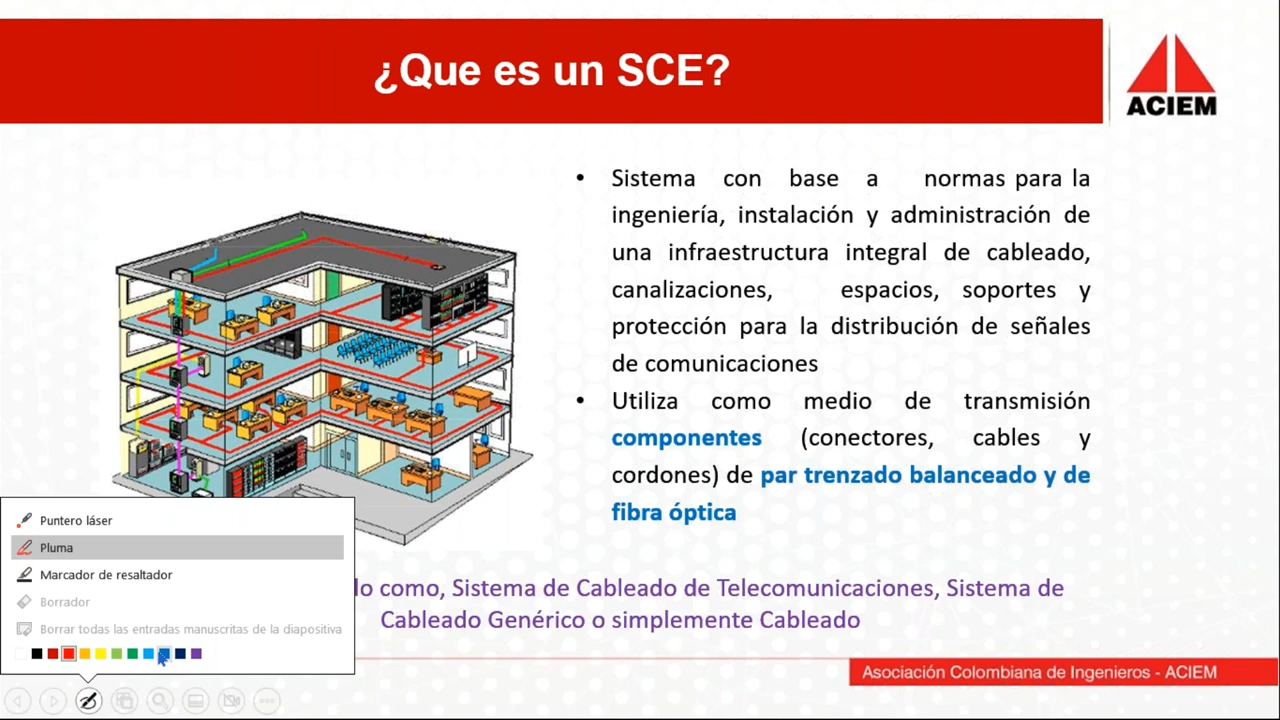 ¿Que es un SCE?
ACIEM
• Sistema con base a normas para la
ingeniería, instalación y administración de
una infraestructura integral de cableado,
canalizaciones, espacios, soportes y
protección para la distribución de señales
de comunicaciones
• Utiliza como medio de transmisión
componentes (conectores, cables y
cordones) de par trenzado balanceado y de
fibra óptica
Puntero láser
Pluma
Marcador de resaltador
Borrador
Borrar todas las entradas manuscritas de la diapositiva
como, Sistema de Cableado de Telecomunicaciones, Sistema de
Cableado Genérico o simplemente Cableado
Asociación Colombiana de Ingenieros - ACIEM